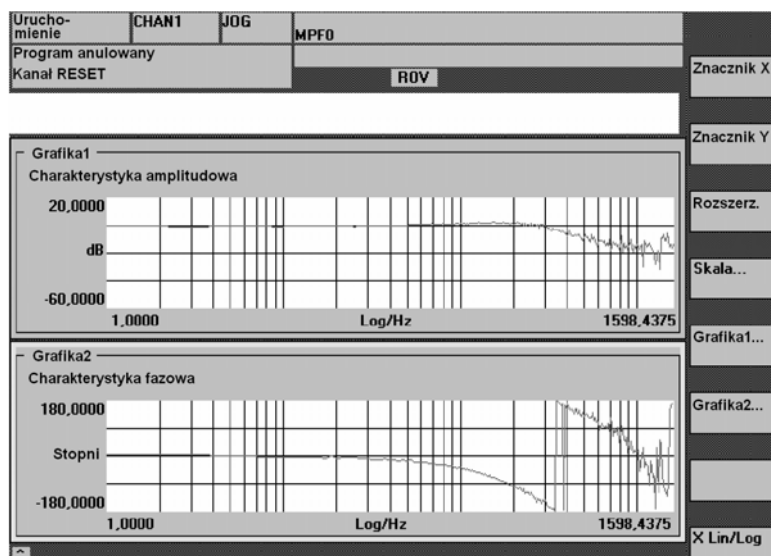 Urucho-
mienie
CHAN1
JOG
MPF0
Program anulowany
Kanał RESET
ROV
Grafika1
Charakterystyka amplitudowa
20,0000
dB
-60,0000
1,0000
Log/Hz
1598,4375
Grafika2
Charakterystyka fazowa
180,0000
Stopni
-180,0000
1,0000
Log/Hz
1598,4375
Znacznik X
Znacznik Y
Rozszerz.
Skala...
Grafika1...
Grafika2...
X Lin/Log